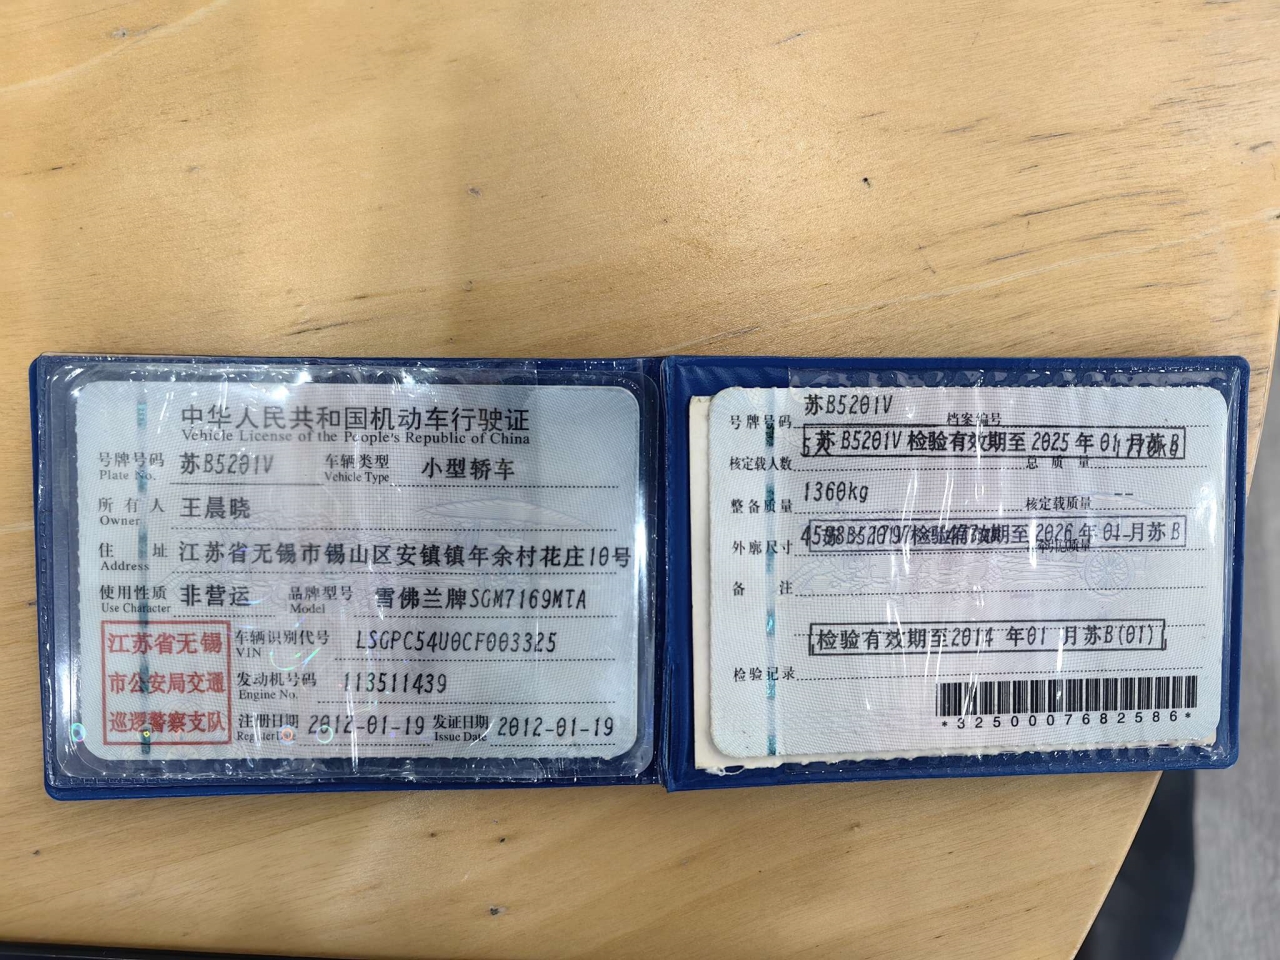 中华人民共和国机动车行驶证
Vehicle License of the People's Republic of China
号牌号码 苏B5201V 车辆类型 小型轿车
Plate No. Vehicle Type
所有人 王晨晓
Owner
住址 江苏省无锡市锡山区安镇镇年余村花庄10号
Address
使用性质 非营运 品牌型号 雪佛兰牌SGM7169MTA
Use Character Model
江苏省无锡
市公安局交通
巡逻警察支队
车辆识别代号 LSGPC54U0CF003325
VIN
发动机号码 113511439
Engine No.
注册日期 2012-01-19 发证日期 2012-01-19
Register Date Issue Date
号牌号码 苏B5201V 档案编号
苏B5201V 检验有效期至 2025 年 01 月苏B
核定载人数 5人 总质量
整备质量 1360kg 核定载质量 --
检验有效期至 2026 年 01 月苏B
外廓尺寸
备注
检验有效期至2014 年01 月苏B(01)
检验记录
*3250007682586*